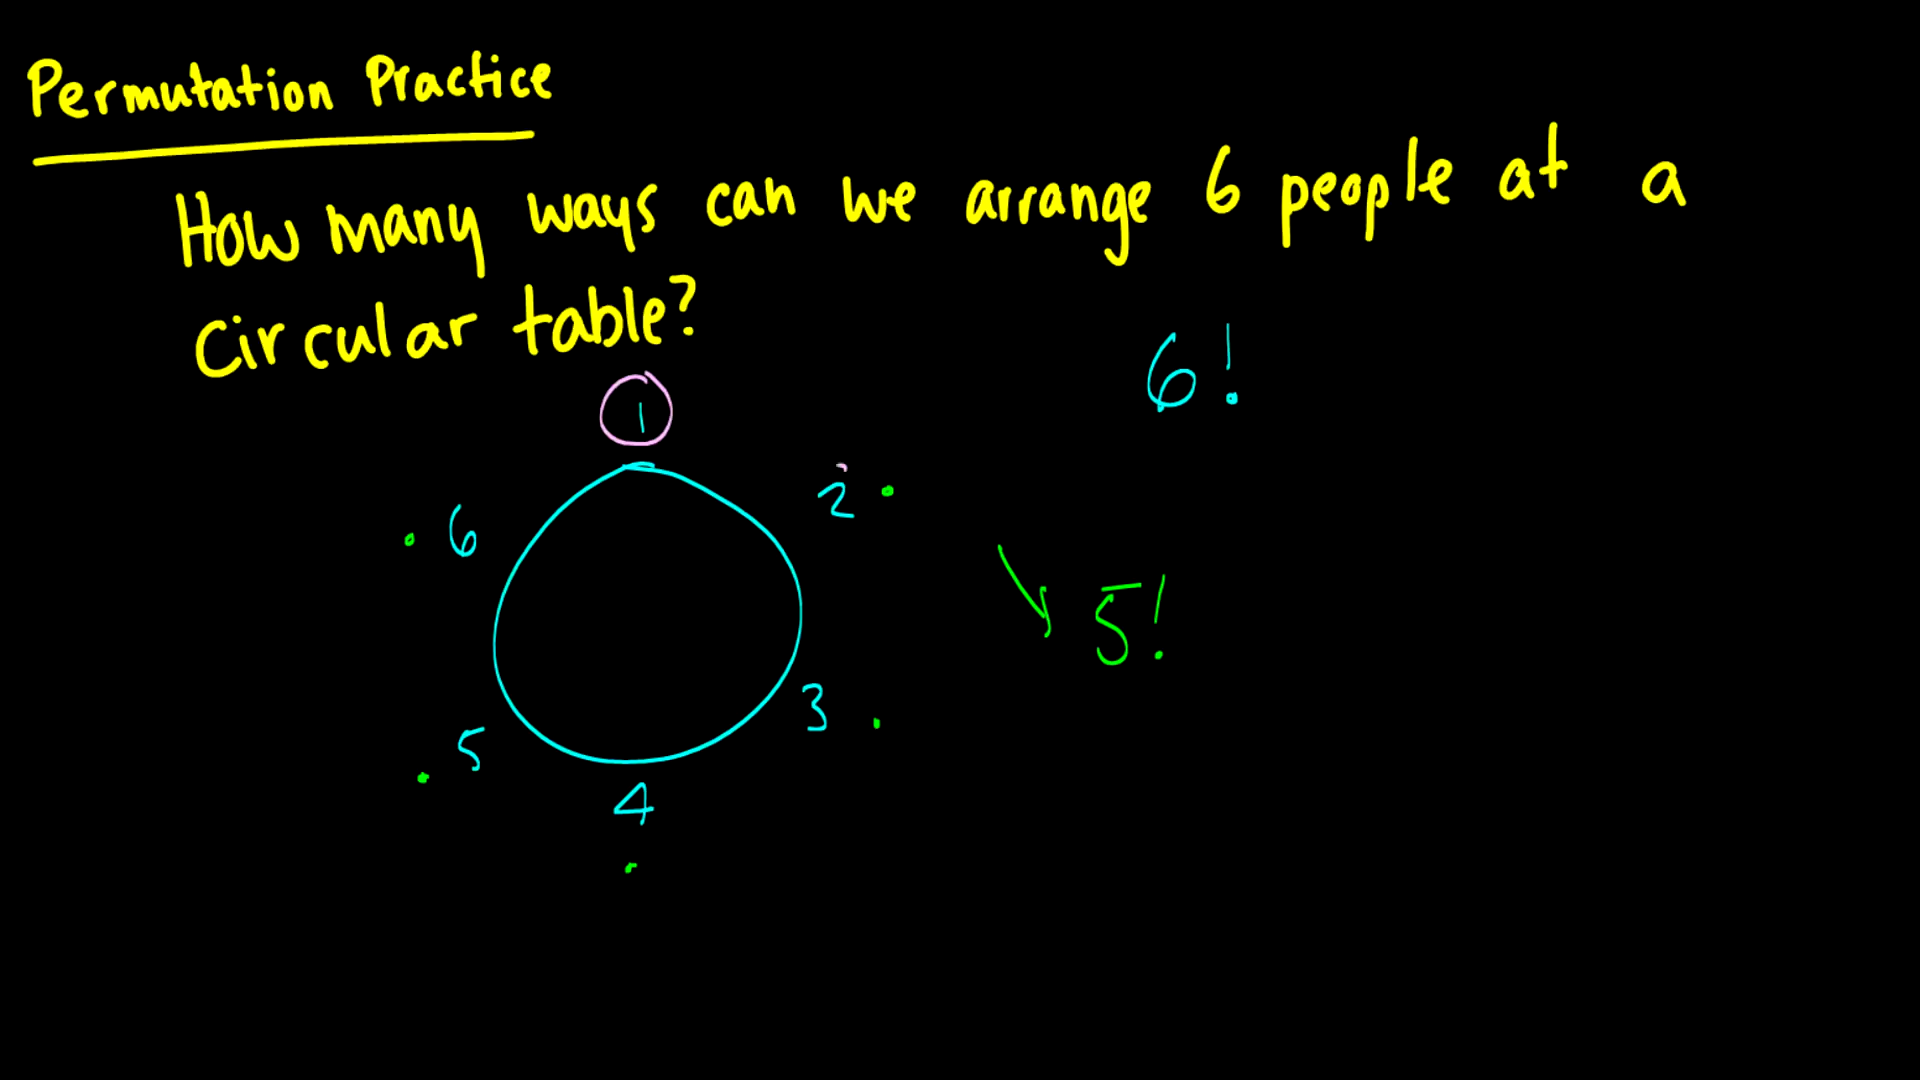 Permutation Practice
How many ways can we arrange 6 people at a
circular table?
6!
1
2
6
5!
3
5
4